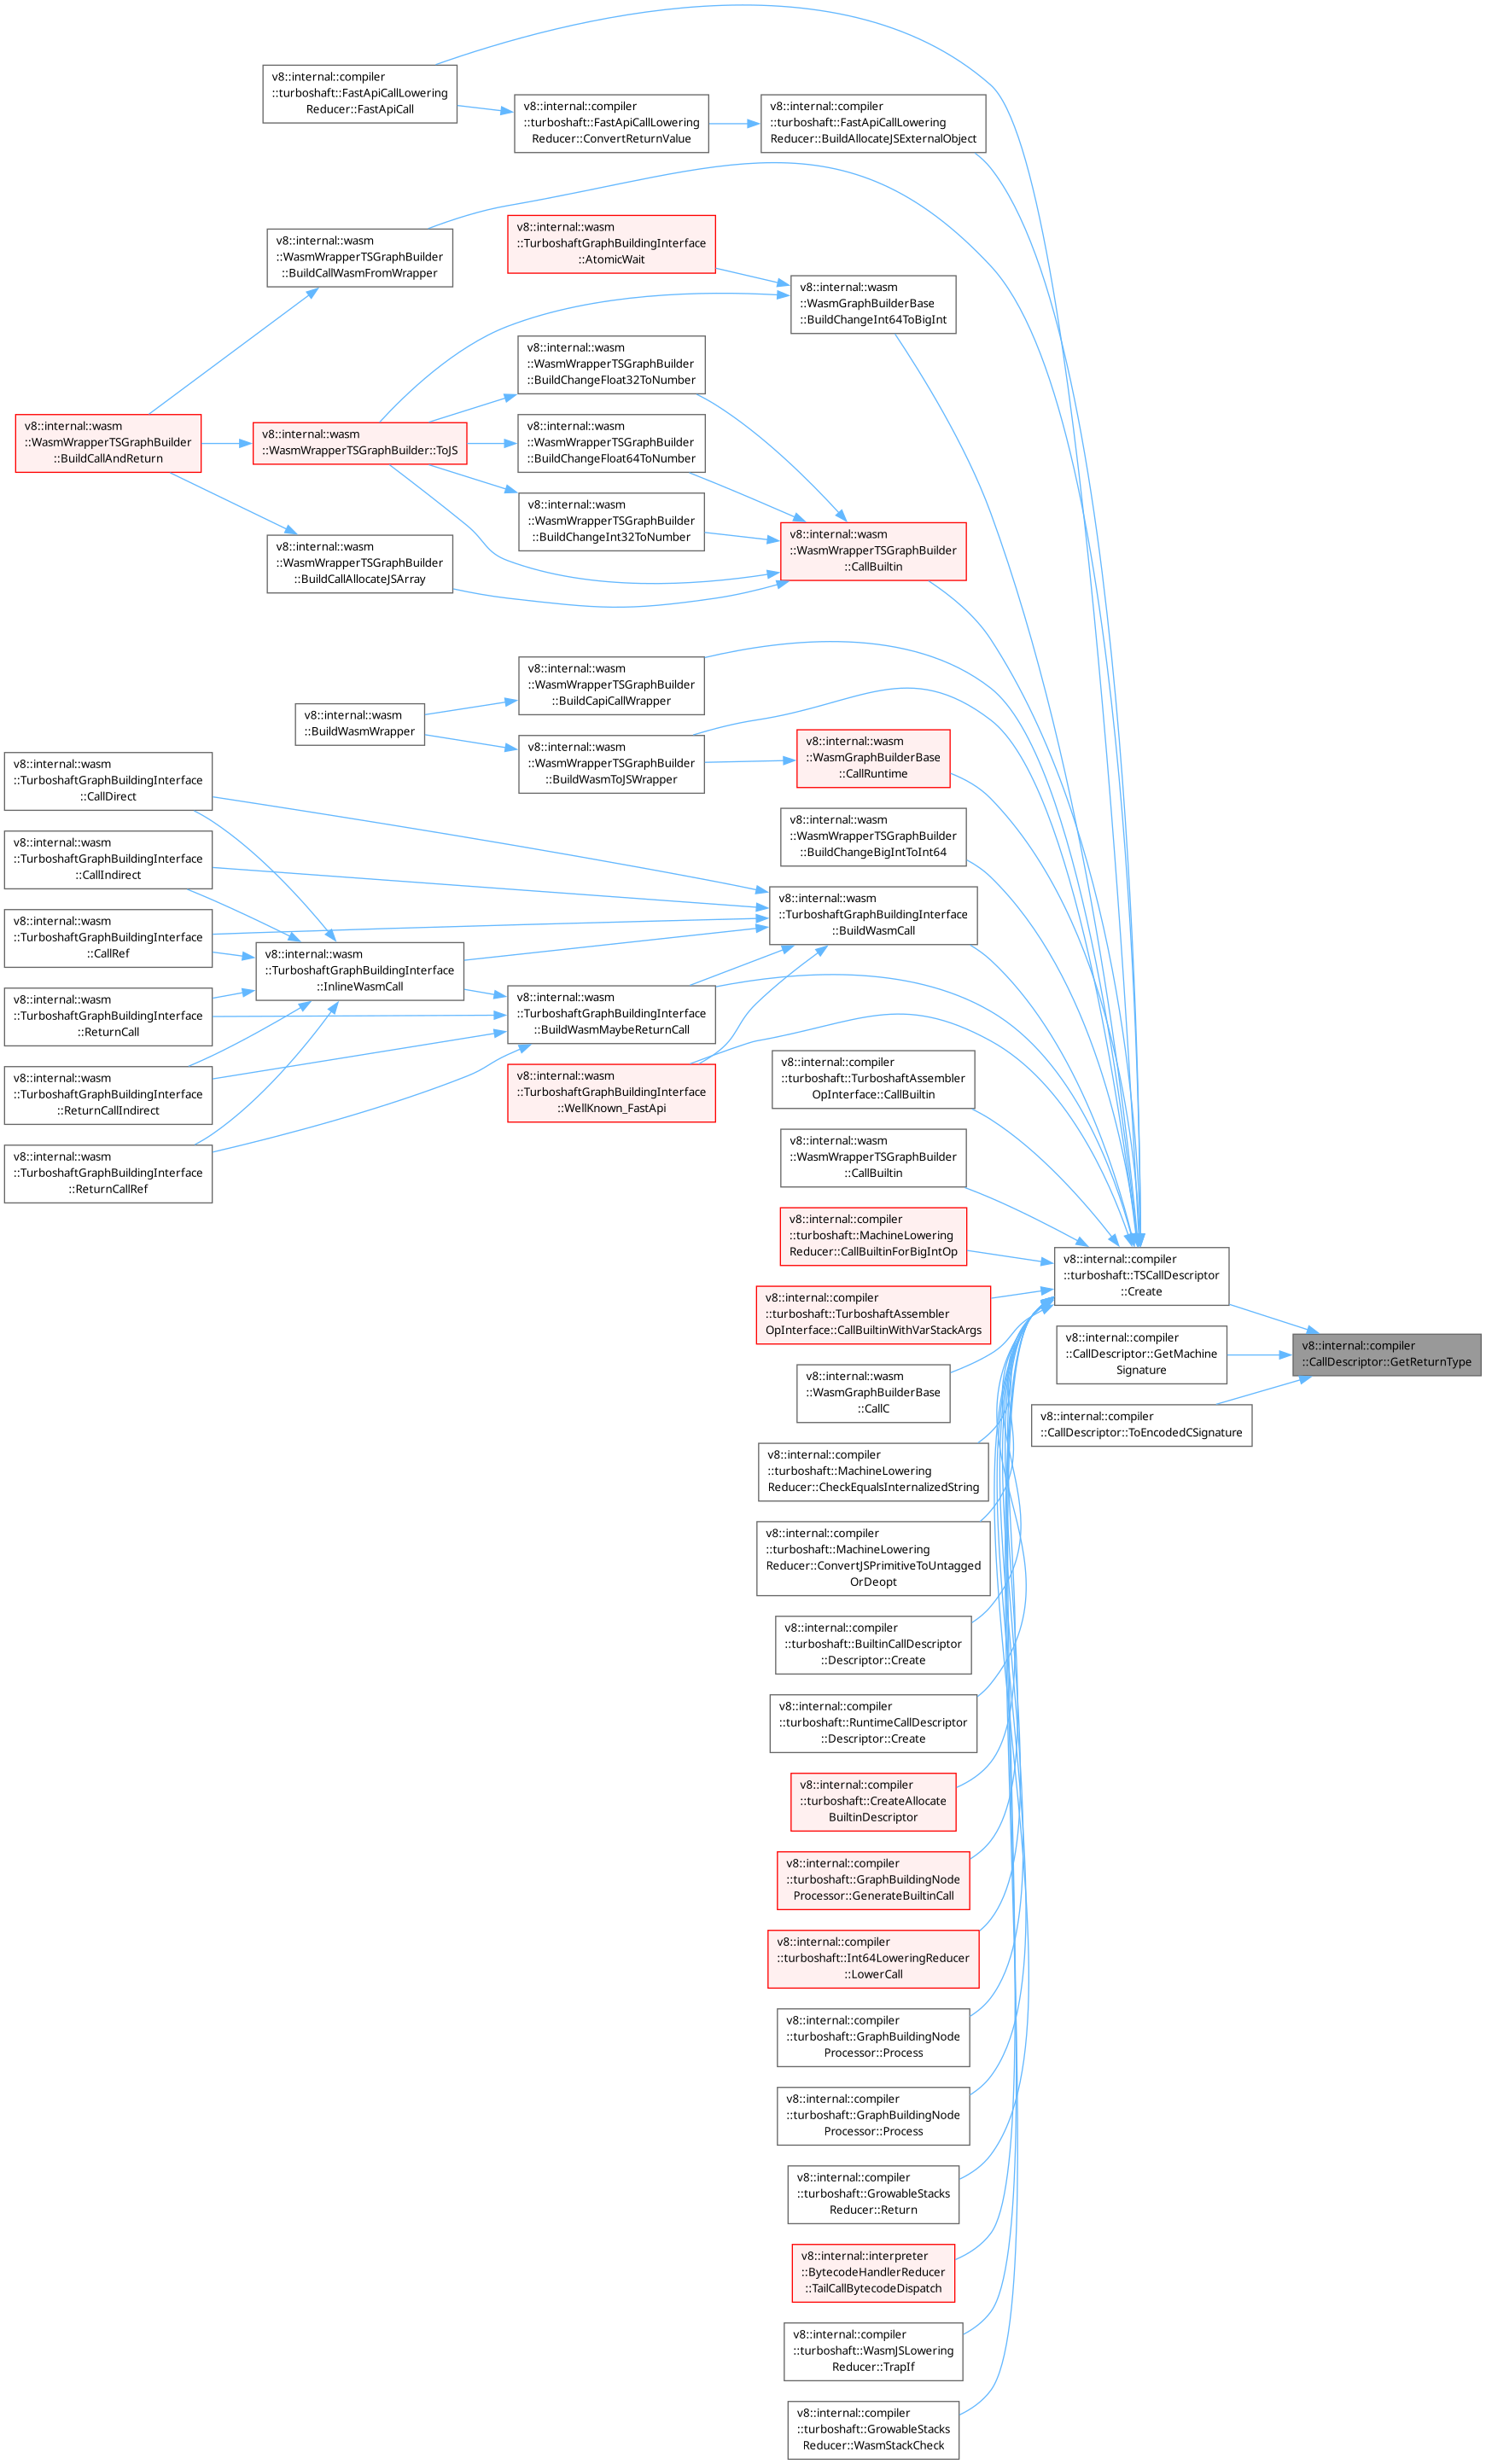 v8::internal::compiler
::turboshaft::FastApiCallLowering
Reducer::FastApiCall
v8::internal::compiler
::turboshaft::FastApiCallLowering
Reducer::ConvertReturnValue
v8::internal::compiler
::turboshaft::FastApiCallLowering
Reducer::BuildAllocateJSExternalObject
v8::internal::wasm
::TurboshaftGraphBuildingInterface
::AtomicWait
v8::internal::wasm
::WasmWrapperTSGraphBuilder
::BuildCallWasmFromWrapper
v8::internal::wasm
::WasmGraphBuilderBase
::BuildChangeInt64ToBigInt
v8::internal::wasm
::WasmWrapperTSGraphBuilder
::BuildChangeFloat32ToNumber
v8::internal::wasm
::WasmWrapperTSGraphBuilder
::BuildCallAndReturn
v8::internal::wasm
::WasmWrapperTSGraphBuilder::ToJS
v8::internal::wasm
::WasmWrapperTSGraphBuilder
::BuildChangeFloat64ToNumber
v8::internal::wasm
::WasmWrapperTSGraphBuilder
::BuildChangeInt32ToNumber
v8::internal::wasm
::WasmWrapperTSGraphBuilder
::CallBuiltin
v8::internal::wasm
::WasmWrapperTSGraphBuilder
::BuildCallAllocateJSArray
v8::internal::wasm
::WasmWrapperTSGraphBuilder
::BuildCapiCallWrapper
v8::internal::wasm
::BuildWasmWrapper
v8::internal::wasm
::WasmWrapperTSGraphBuilder
::BuildWasmToJSWrapper
v8::internal::wasm
::WasmGraphBuilderBase
::CallRuntime
v8::internal::wasm
::TurboshaftGraphBuildingInterface
::CallDirect
v8::internal::wasm
::WasmWrapperTSGraphBuilder
::BuildChangeBigIntToInt64
v8::internal::wasm
::TurboshaftGraphBuildingInterface
::CallIndirect
v8::internal::wasm
::TurboshaftGraphBuildingInterface
::BuildWasmCall
v8::internal::wasm
::TurboshaftGraphBuildingInterface
::CallRef
v8::internal::wasm
::TurboshaftGraphBuildingInterface
::InlineWasmCall
v8::internal::wasm
::TurboshaftGraphBuildingInterface
::BuildWasmMaybeReturnCall
v8::internal::wasm
::TurboshaftGraphBuildingInterface
::ReturnCall
v8::internal::wasm
::TurboshaftGraphBuildingInterface
::WellKnown_FastApi
v8::internal::wasm
::TurboshaftGraphBuildingInterface
::ReturnCallIndirect
v8::internal::compiler
::turboshaft::TurboshaftAssembler
OpInterface::CallBuiltin
v8::internal::wasm
::TurboshaftGraphBuildingInterface
::ReturnCallRef
v8::internal::wasm
::WasmWrapperTSGraphBuilder
::CallBuiltin
v8::internal::compiler
::turboshaft::MachineLowering
Reducer::CallBuiltinForBigIntOp
v8::internal::compiler
::turboshaft::TSCallDescriptor
::Create
v8::internal::compiler
::turboshaft::TurboshaftAssembler
OpInterface::CallBuiltinWithVarStackArgs
v8::internal::compiler
::CallDescriptor::GetMachine
Signature
v8::internal::compiler
::CallDescriptor::GetReturnType
v8::internal::wasm
::WasmGraphBuilderBase
::CallC
v8::internal::compiler
::CallDescriptor::ToEncodedCSignature
v8::internal::compiler
::turboshaft::MachineLowering
Reducer::CheckEqualsInternalizedString
v8::internal::compiler
::turboshaft::MachineLowering
Reducer::ConvertJSPrimitiveToUntagged
OrDeopt
v8::internal::compiler
::turboshaft::BuiltinCallDescriptor
::Descriptor::Create
v8::internal::compiler
::turboshaft::RuntimeCallDescriptor
::Descriptor::Create
v8::internal::compiler
::turboshaft::CreateAllocate
BuiltinDescriptor
v8::internal::compiler
::turboshaft::GraphBuildingNode
Processor::GenerateBuiltinCall
v8::internal::compiler
::turboshaft::Int64LoweringReducer
::LowerCall
v8::internal::compiler
::turboshaft::GraphBuildingNode
Processor::Process
v8::internal::compiler
::turboshaft::GraphBuildingNode
Processor::Process
v8::internal::compiler
::turboshaft::GrowableStacks
Reducer::Return
v8::internal::interpreter
::BytecodeHandlerReducer
::TailCallBytecodeDispatch
v8::internal::compiler
::turboshaft::WasmJSLowering
Reducer::TrapIf
v8::internal::compiler
::turboshaft::GrowableStacks
Reducer::WasmStackCheck